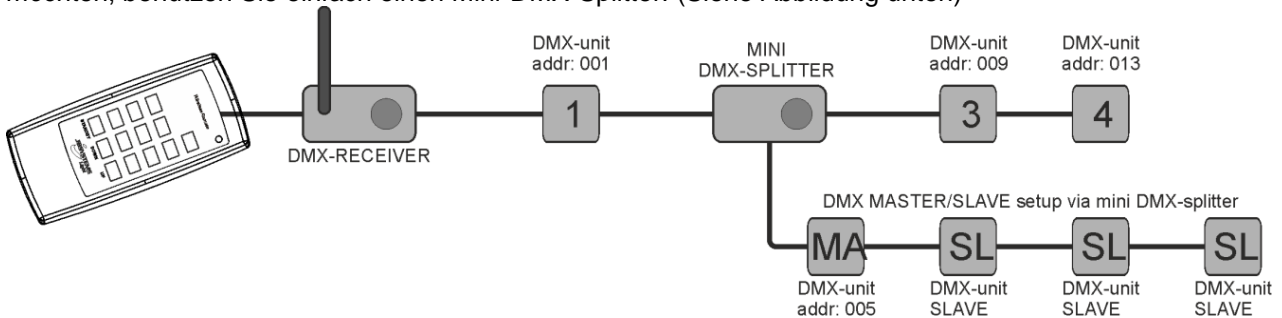 möchten, benutzen Sie einfach einen Mini-DMX-Splitter. (Siehe Abbildung unten)
DMX-unit
addr: 001
MINI
DMX-SPLITTER
DMX-unit
addr: 009
DMX-unit
addr: 013
1
3
4
DMX-RECEIVER
DMX MASTER/SLAVE setup via mini DMX-splitter
MA
SL
SL
SL
DMX-unit
addr: 005
DMX-unit
SLAVE
DMX-unit
SLAVE
DMX-unit
SLAVE